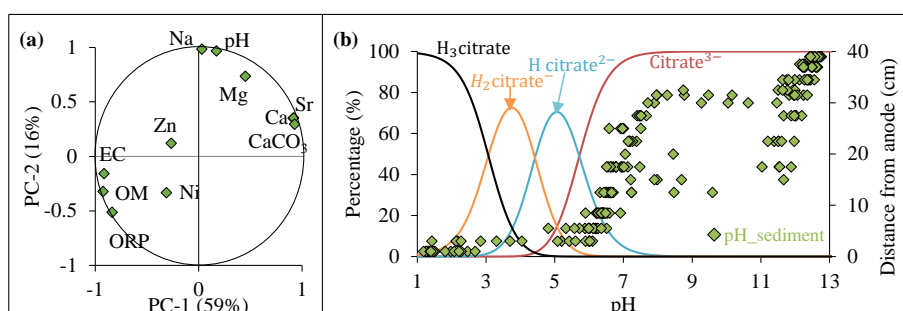 (a)
Na
pH
Mg
Sr
Ca
CaCO3
Zn
EC
OM
Ni
ORP
1
0.5
0
-0.5
-1
-1
0
1
PC-2 (16%)
PC-1 (59%)
(b)
H3citrate
H2citrate−
H citrate2−
Citrate3−
pH_sediment
100
80
60
40
20
0
Percentage (%)
40
30
20
10
0
Distance from anode (cm)
1 3 5 7 9 11 13
pH